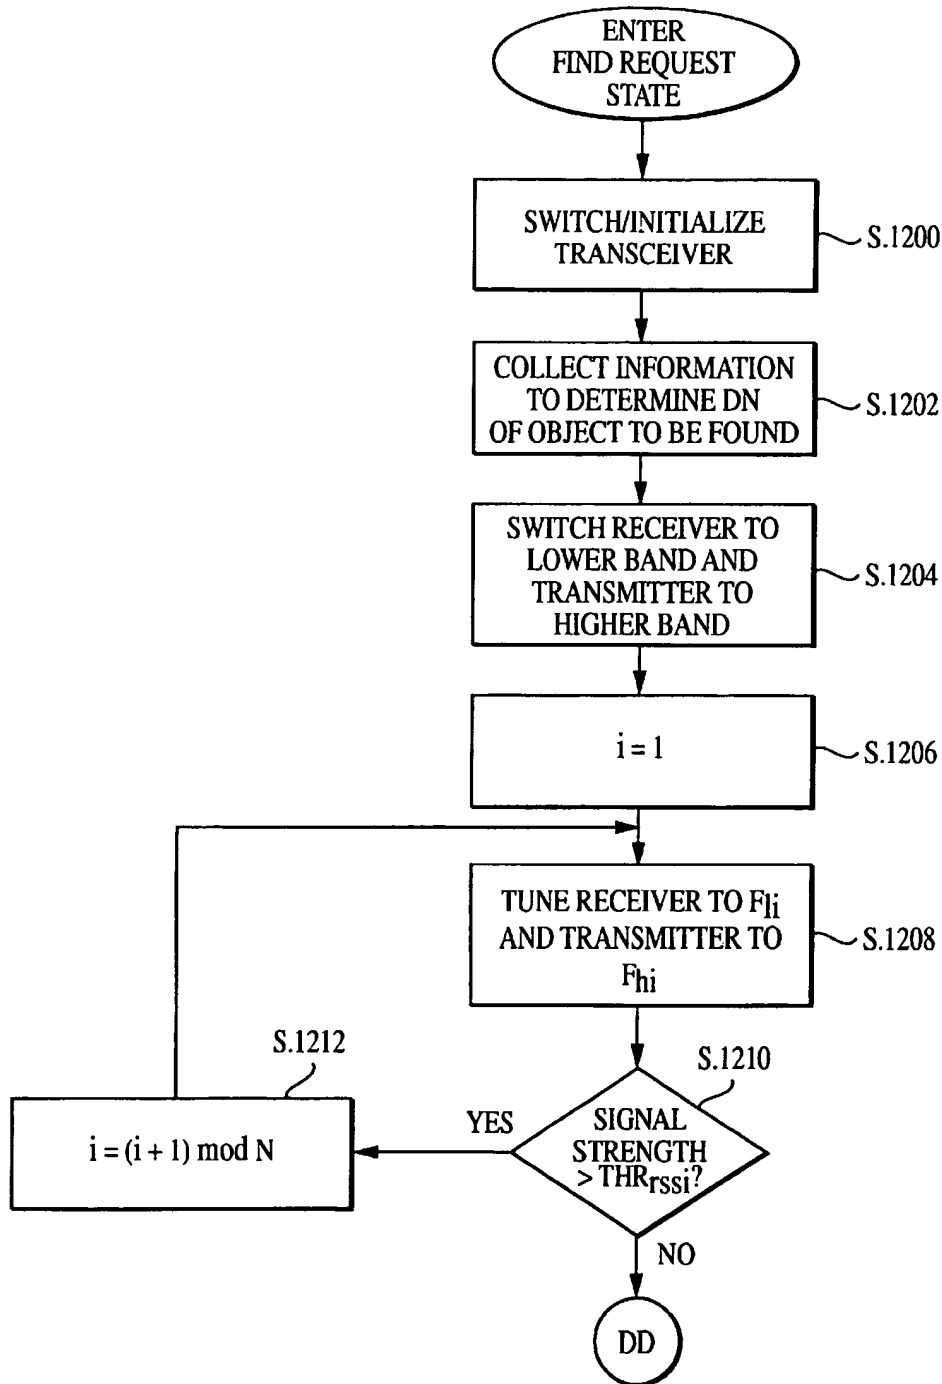 ENTER
FIND REQUEST
STATE
SWITCH/INITIALIZE
TRANSCEIVER
S.1200
COLLECT INFORMATION
TO DETERMINE DN
OF OBJECT TO BE FOUND
S.1202
SWITCH RECEIVER TO
LOWER BAND AND
TRANSMITTER TO
HIGHER BAND
S.1204
i = 1
S.1206
TUNE RECEIVER TO Fli
AND TRANSMITTER TO
Fhi
S.1208
S.1212
i = (i + 1) mod N
S.1210
YES
SIGNAL
STRENGTH
> THRrssi?
NO
DD